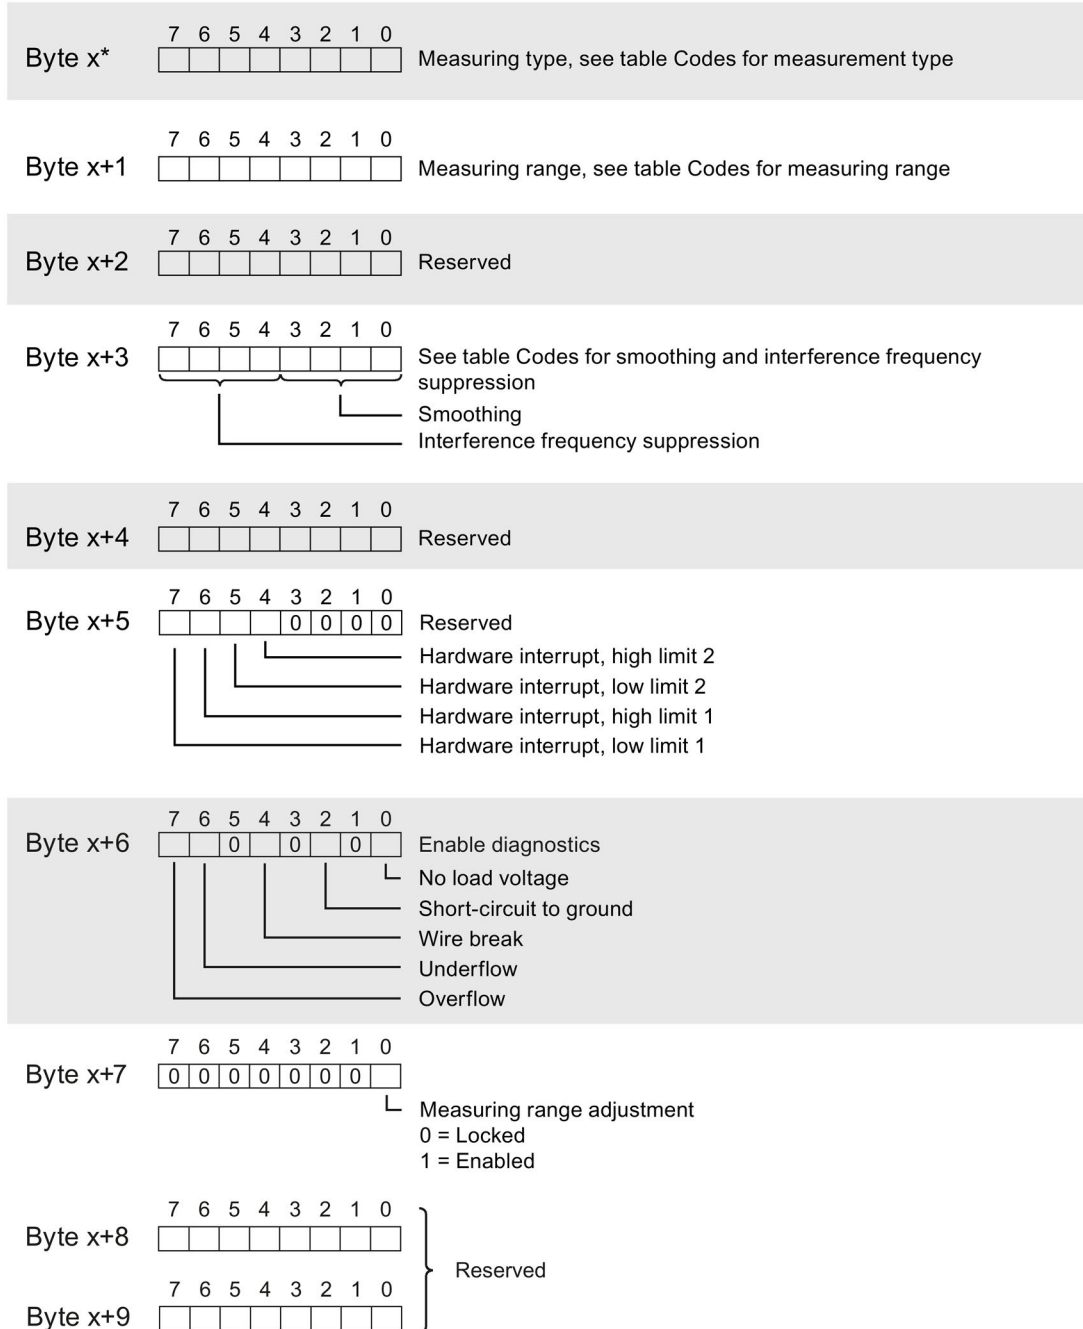 7 6 5 4 3 2 1 0
Byte x* Measuring type, see table Codes for measurement type
7 6 5 4 3 2 1 0
Byte x+1 Measuring range, see table Codes for measuring range
7 6 5 4 3 2 1 0
Byte x+2 Reserved
7 6 5 4 3 2 1 0
Byte x+3 See table Codes for smoothing and interference frequency
suppression
Smoothing
Interference frequency suppression
7 6 5 4 3 2 1 0
Byte x+4 Reserved
7 6 5 4 3 2 1 0
Byte x+5 0 0 0 0 Reserved
Hardware interrupt, high limit 2
Hardware interrupt, low limit 2
Hardware interrupt, high limit 1
Hardware interrupt, low limit 1
7 6 5 4 3 2 1 0
Byte x+6 0 0 0 Enable diagnostics
No load voltage
Short-circuit to ground
Wire break
Underflow
Overflow
7 6 5 4 3 2 1 0
Byte x+7 0 0 0 0 0 0 0
Measuring range adjustment
0 = Locked
1 = Enabled
7 6 5 4 3 2 1 0
Byte x+8
Reserved
7 6 5 4 3 2 1 0
Byte x+9